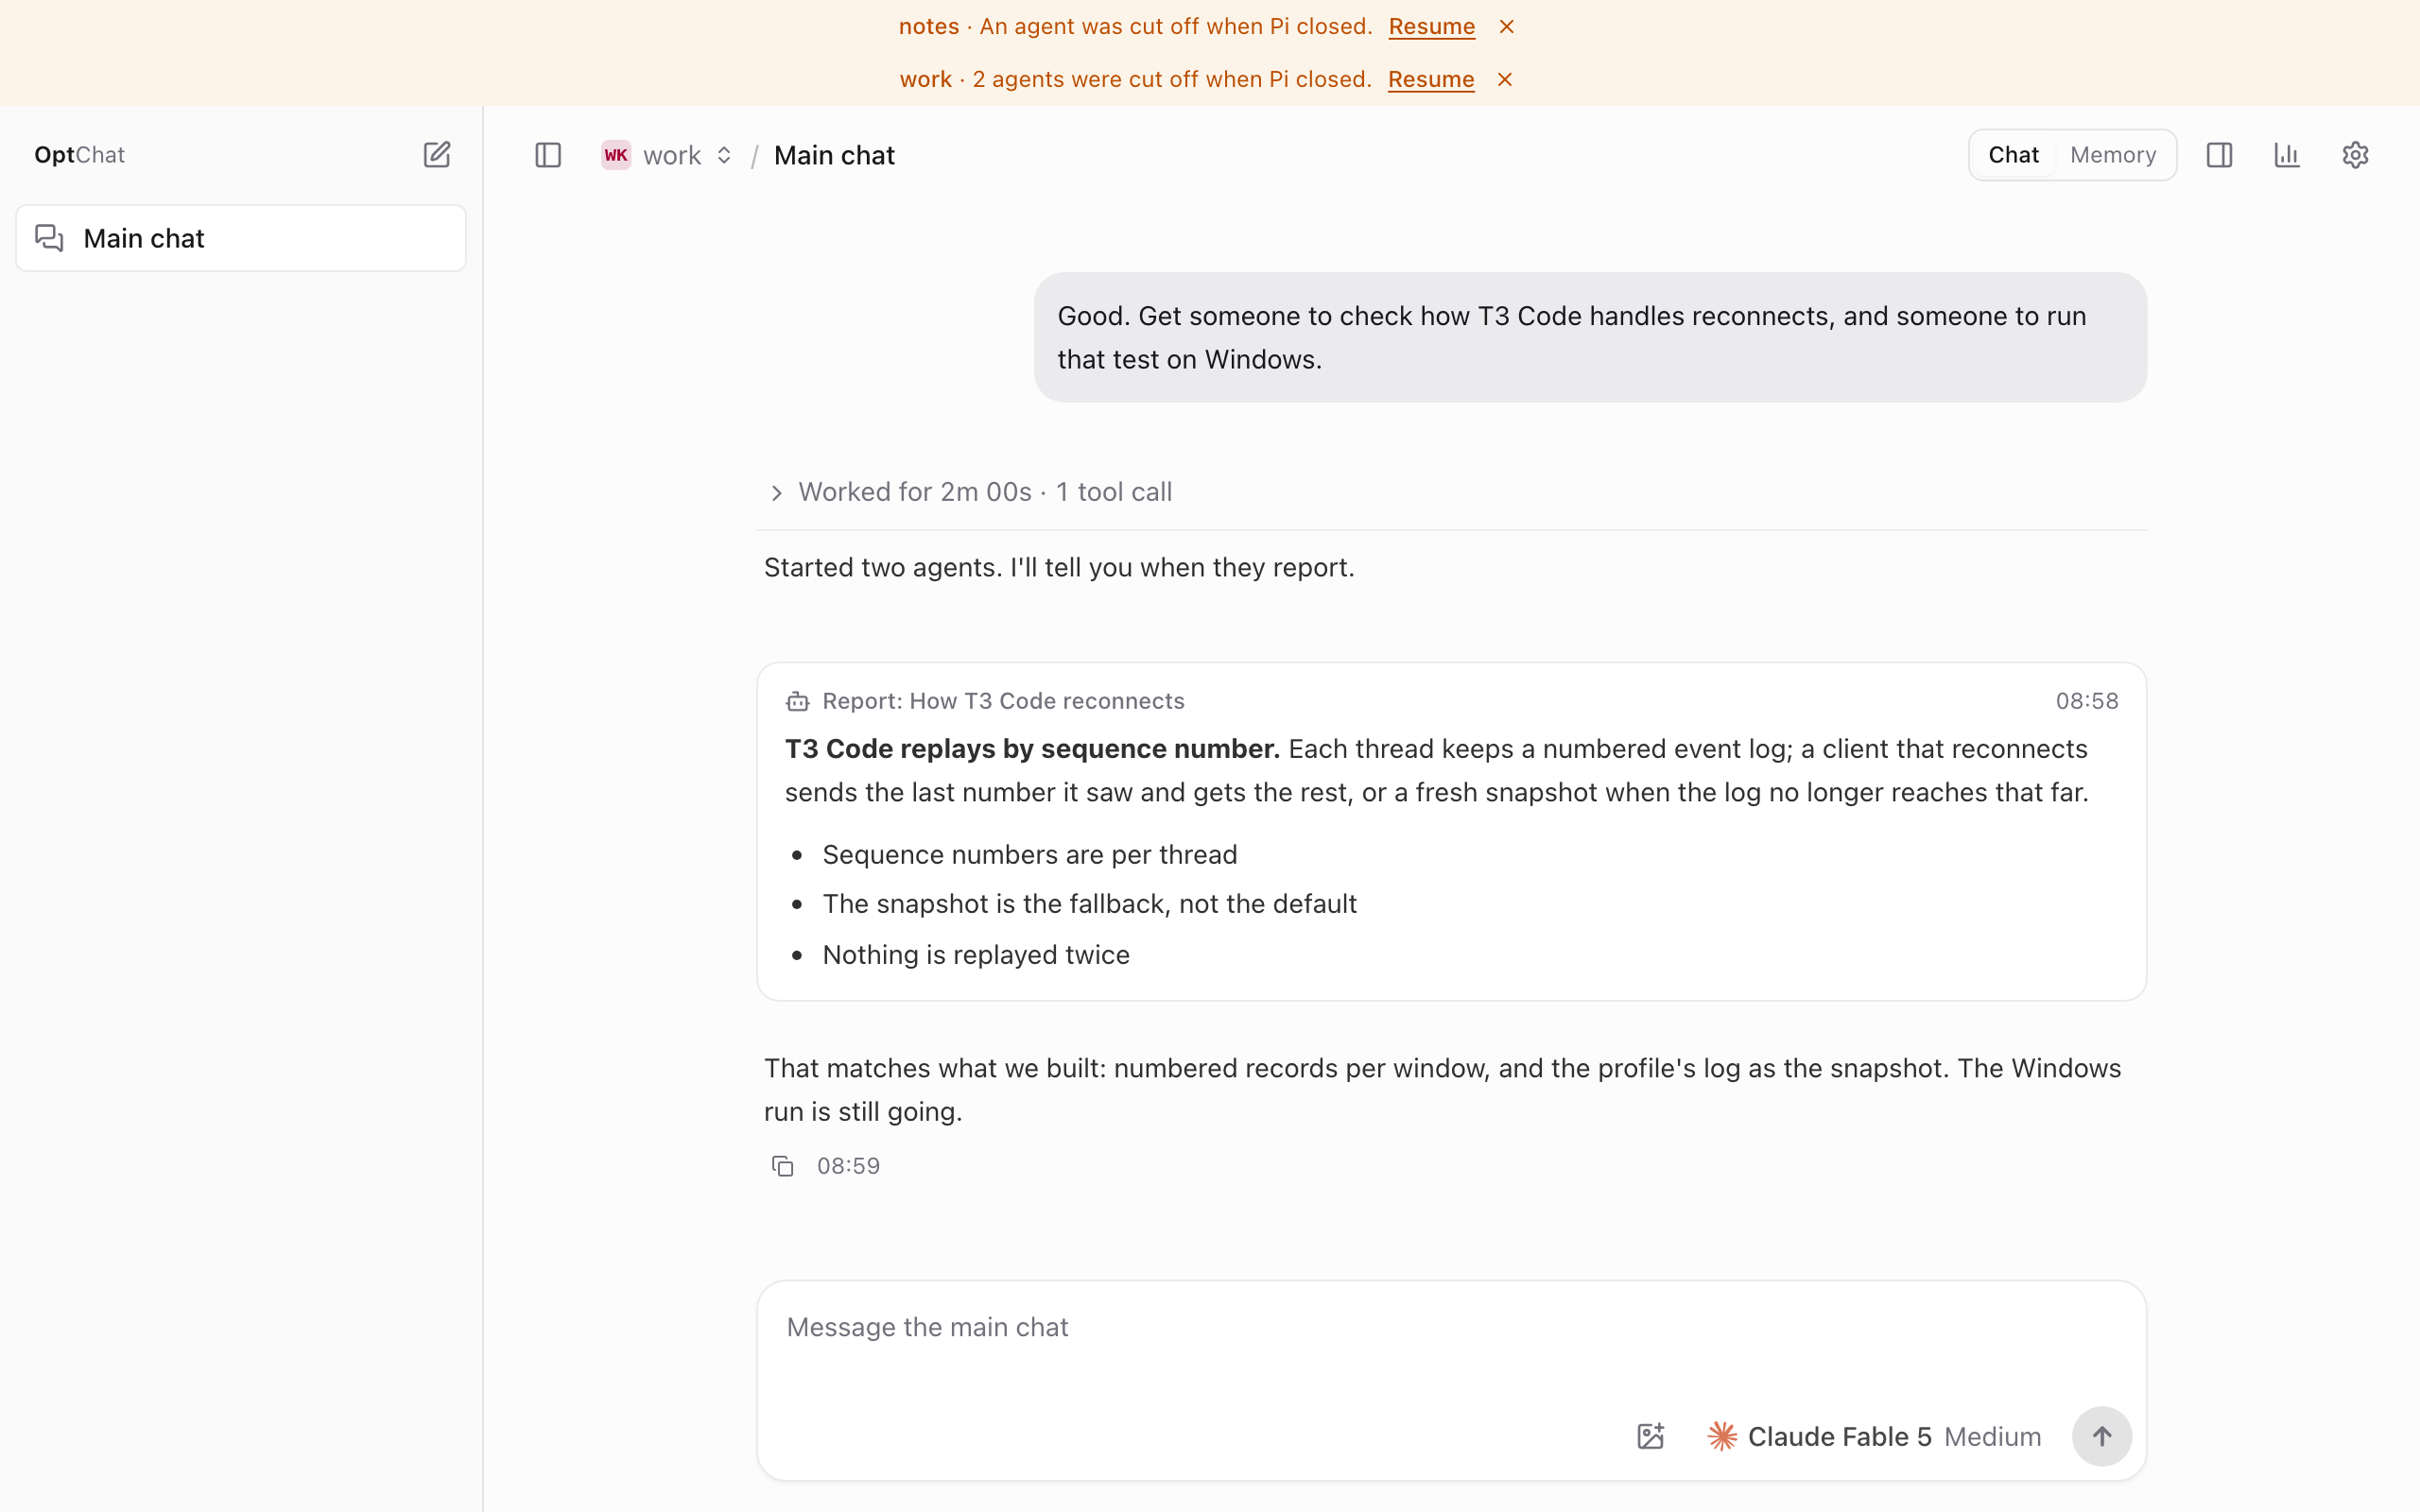 notes · An agent was cut off when Pi closed. Resume
work · 2 agents were cut off when Pi closed. Resume
OptChat
WK work / Main chat
Chat Memory
Main chat
Good. Get someone to check how T3 Code handles reconnects, and someone to run
that test on Windows.
Worked for 2m 00s · 1 tool call
Started two agents. I'll tell you when they report.
Report: How T3 Code reconnects 08:58
T3 Code replays by sequence number. Each thread keeps a numbered event log; a client that reconnects
sends the last number it saw and gets the rest, or a fresh snapshot when the log no longer reaches that far.
• Sequence numbers are per thread
• The snapshot is the fallback, not the default
• Nothing is replayed twice
That matches what we built: numbered records per window, and the profile's log as the snapshot. The Windows
run is still going.
08:59
Message the main chat
Claude Fable 5 Medium